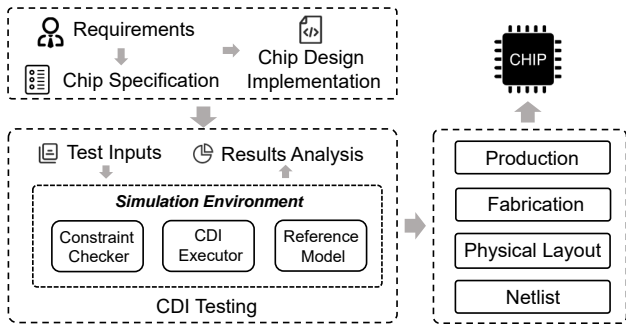 Requirements
Chip Specification
Chip Design
Implementation
CHIP
Test Inputs
Results Analysis
Simulation Environment
Constraint
Checker
CDI
Executor
Reference
Model
CDI Testing
Production
Fabrication
Physical Layout
Netlist